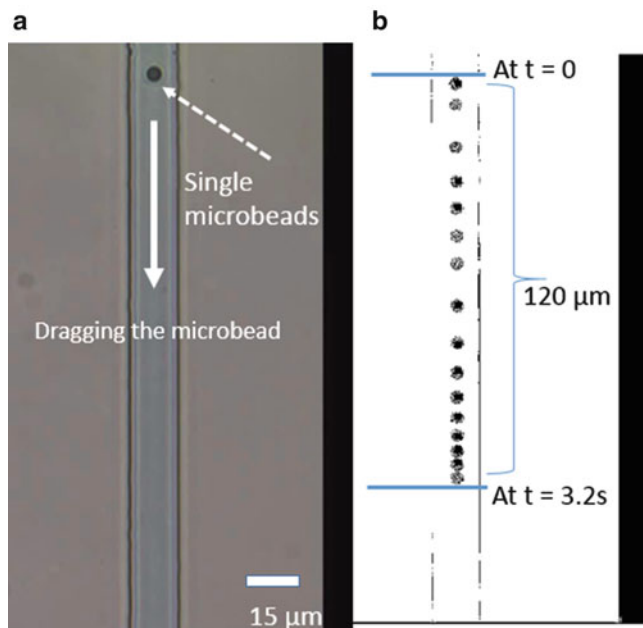 a
Single
microbeads
Dragging the microbead
15 μm
b
At t = 0
120 μm
At t = 3.2s